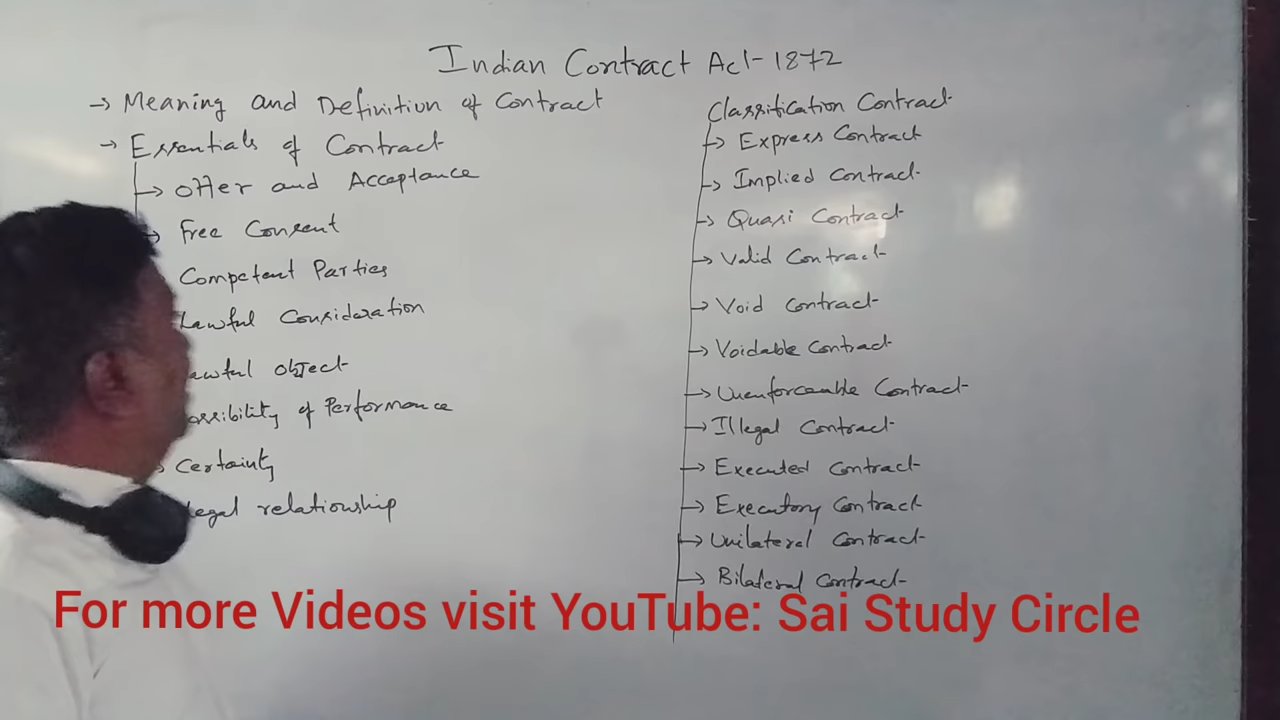 Indian Contract Act-1872
→ Meaning and Definition of Contract
→ Essentials of Contract
→ Offer and Acceptance
Free Consent
Competent Parties
Lawful Consideration
awful object
ossibility of Performance
→ Certainty
legal relationship
Classification Contract
→ Express Contract
→ Implied Contract
→ Quasi Contract
→ Valid Contract
→ Void Contract
→ Voidable Contract
→ Unenforceable Contract
→ Illegal Contract
→ Executed Contract
→ Executory Contract
→ Unilateral Contract
→ Bilateral Contract
For more Videos visit YouTube: Sai Study Circle